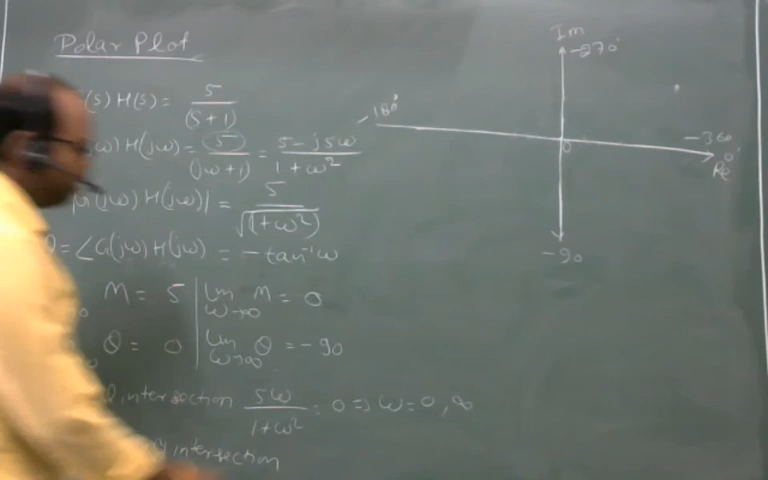 Polar Plot
(s) H(s) = 5/(s+1)
ω) H(jω) = 5/(jω+1) = 5-j5ω/1+ω²
|G(jω) H(jω)| = 5/√(1+ω²)
θ = ∠G(jω) H(jω) = -tan⁻¹ω
M = 5 | lim ω→∞ M = 0
θ = 0 | lim ω→∞ θ = -90
intersection 5ω/1+ω² = 0 ⇒ ω = 0, ∞
intersection
Im
-270°
-180°
0
-360
0°
Re
-90